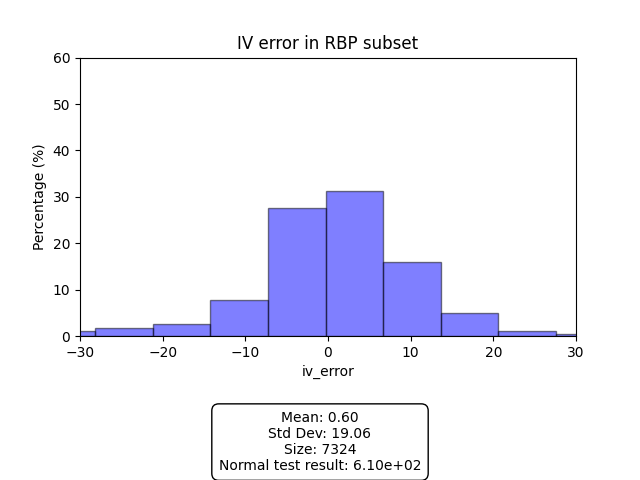 IV error in RBP subset
60
50
40
30
20
10
0
Percentage (%)
−30
−20
−10
0
10
20
30
iv_error
Mean: 0.60
Std Dev: 19.06
Size: 7324
Normal test result: 6.10e+02